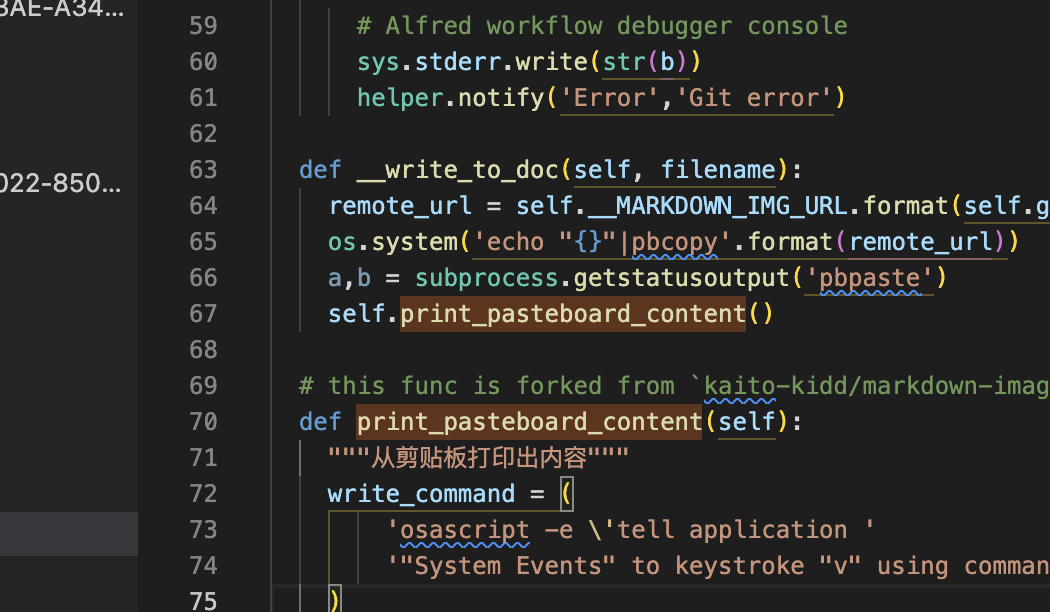 3AE-A34...
022-850...
59 # Alfred workflow debugger console
60 sys.stderr.write(str(b))
61 helper.notify('Error','Git error')
62
63 def __write_to_doc(self, filename):
64 remote_url = self.__MARKDOWN_IMG_URL.format(self.g
65 os.system('echo "{}"|pbcopy'.format(remote_url))
66 a,b = subprocess.getstatusoutput('pbpaste')
67 self.print_pasteboard_content()
68
69 # this func is forked from `kaito-kidd/markdown-imag
70 def print_pasteboard_content(self):
71 """从剪贴板打印出内容"""
72 write_command = (
73 'osascript -e \'tell application '
74 '"System Events" to keystroke "v" using comman
75 )